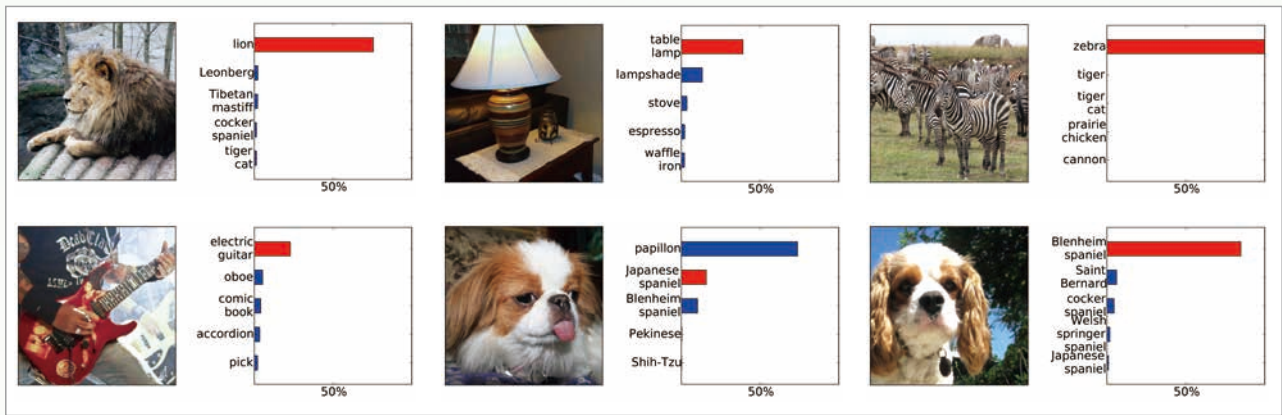 lion
Leonberg
Tibetan
mastiff
cocker
spaniel
tiger
cat
50%
table
lamp
lampshade
stove
espresso
waffle
iron
50%
zebra
tiger
tiger
cat
prairie
chicken
cannon
50%
electric
guitar
oboe
comic
book
accordion
pick
50%
papillon
Japanese
spaniel
Blenheim
spaniel
Pekinese
Shih-Tzu
50%
Blenheim
spaniel
Saint
Bernard
cocker
spaniel
Welsh
springer
spaniel
Japanese
spaniel
50%